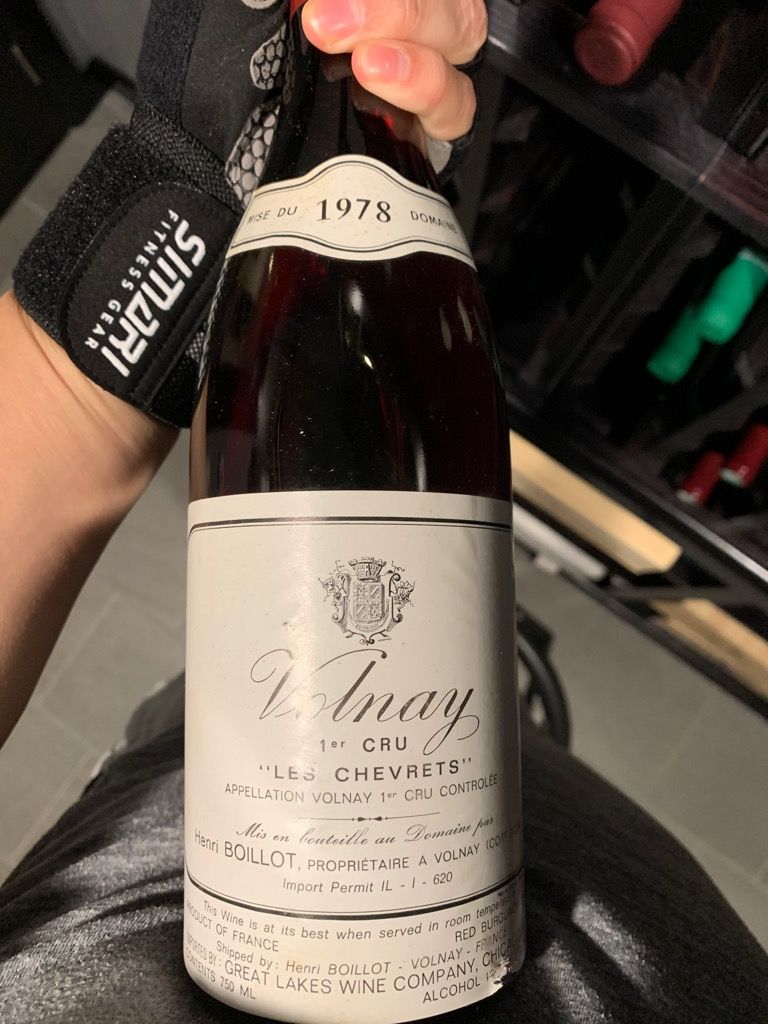 SIMARI
FITNESS GEAR
MISE DU 1978 DOMAINE
Volnay
1er CRU
"LES CHEVRETS"
APPELLATION VOLNAY 1er CRU CONTROLÉE
Mis en bouteille au Domaine par
Henri BOILLOT, PROPRIÉTAIRE A VOLNAY
Import Permit IL - I - 620
This Wine is at its best when served in room
PRODUCT OF FRANCE RED
Shipped by: Henri BOILLOT - VOLNAY -
IMPORTED BY: GREAT LAKES WINE COMPANY,
CONTENTS 750 ML ALCOHOL